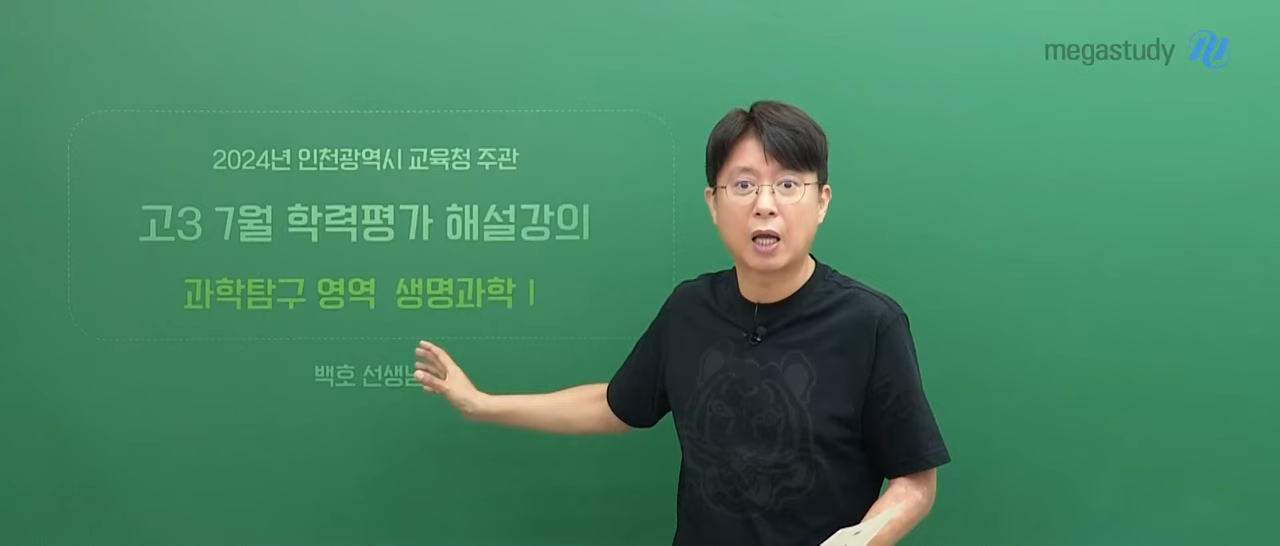 megastudy
2024년 인천광역시 교육청 주관
고3 7월 학력평가 해설강의
과학탐구 영역 생명과학 I
백호 선생님